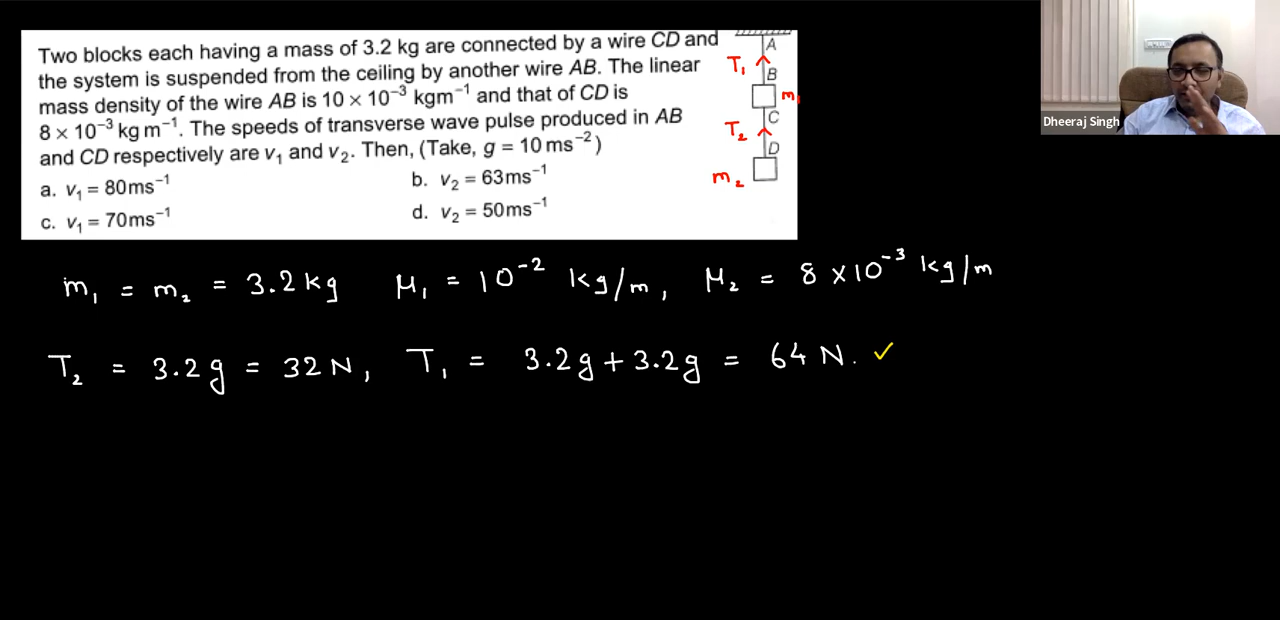 Two blocks each having a mass of 3.2 kg are connected by a wire CD and
the system is suspended from the ceiling by another wire AB. The linear
mass density of the wire AB is 10 × 10⁻³ kgm⁻¹ and that of CD is
8 × 10⁻³ kg m⁻¹. The speeds of transverse wave pulse produced in AB
and CD respectively are v₁ and v₂. Then, (Take, g = 10 ms⁻²)
a. v₁ = 80ms⁻¹ b. v₂ = 63ms⁻¹
c. v₁ = 70ms⁻¹ d. v₂ = 50ms⁻¹
A
T₁
B
m₁
C
T₂
D
m₂
Dheeraj Singh
m₁ = m₂ = 3.2 kg μ₁ = 10⁻² kg/m, μ₂ = 8 × 10⁻³ kg/m
T₂ = 3.2g = 32 N, T₁ = 3.2g + 3.2g = 64 N. ✓